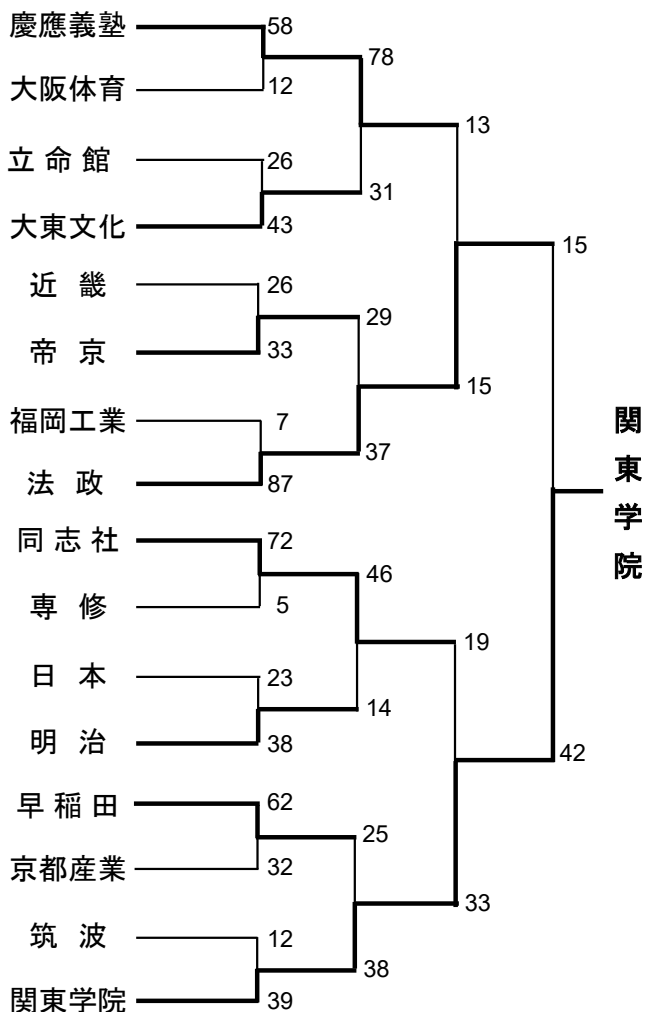 慶應義塾 58
78
大阪体育 12
13
立命館 26
31
大東文化 43
15
近畿 26
29
帝京 33
15
福岡工業 7
37
法政 87
関東学院
同志社 72
46
専修 5
19
日本 23
14
明治 38
42
早稲田 62
25
京都産業 32
33
筑波 12
38
関東学院 39